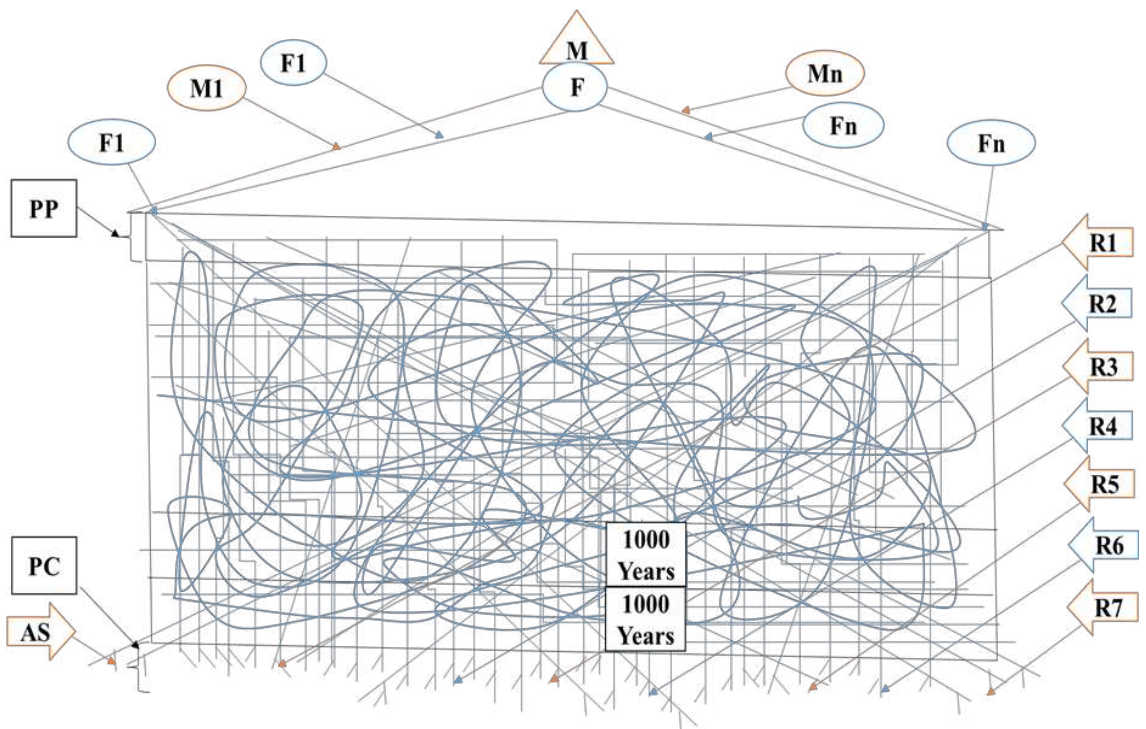 M
F1
Mn
M1
F
Fn
F1
Fn
PP
R1
R2
R3
R4
R5
1000
Years
R6
PC
1000
Years
R7
AS